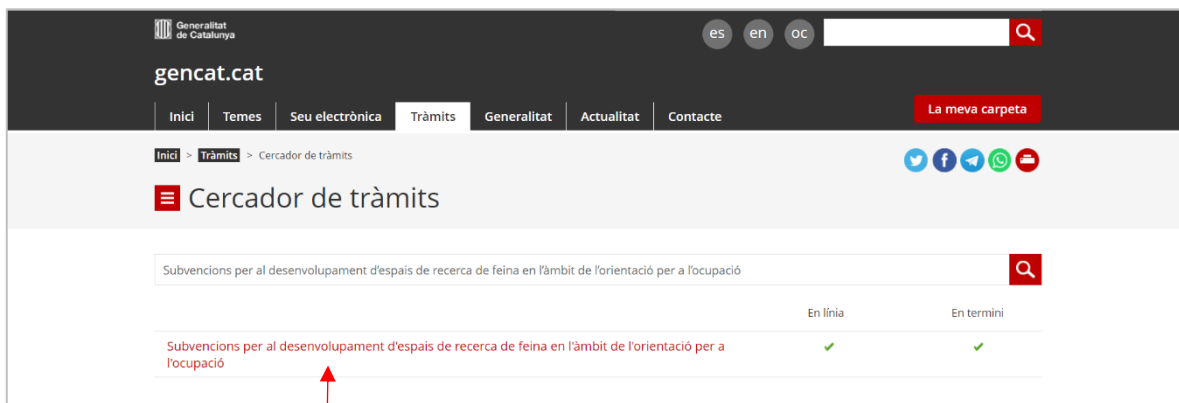 Generalitat
de Catalunya
es en oc
gencat.cat
Inici Temes Seu electrònica Tràmits Generalitat Actualitat Contacte La meva carpeta
Inici > Tràmits > Cercador de tràmits
Cercador de tràmits
Subvencions per al desenvolupament d'espais de recerca de feina en l'àmbit de l'orientació per a l'ocupació
En línia En termini
Subvencions per al desenvolupament d'espais de recerca de feina en l'àmbit de l'orientació per a
l'ocupació